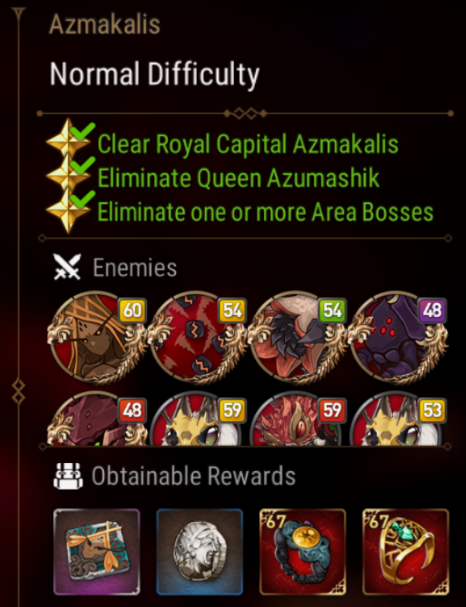 Azmakalis
Normal Difficulty
Clear Royal Capital Azmakalis
Eliminate Queen Azumashik
Eliminate one or more Area Bosses
Enemies
60 54 54 48
48 59 59 53
Obtainable Rewards
67 67